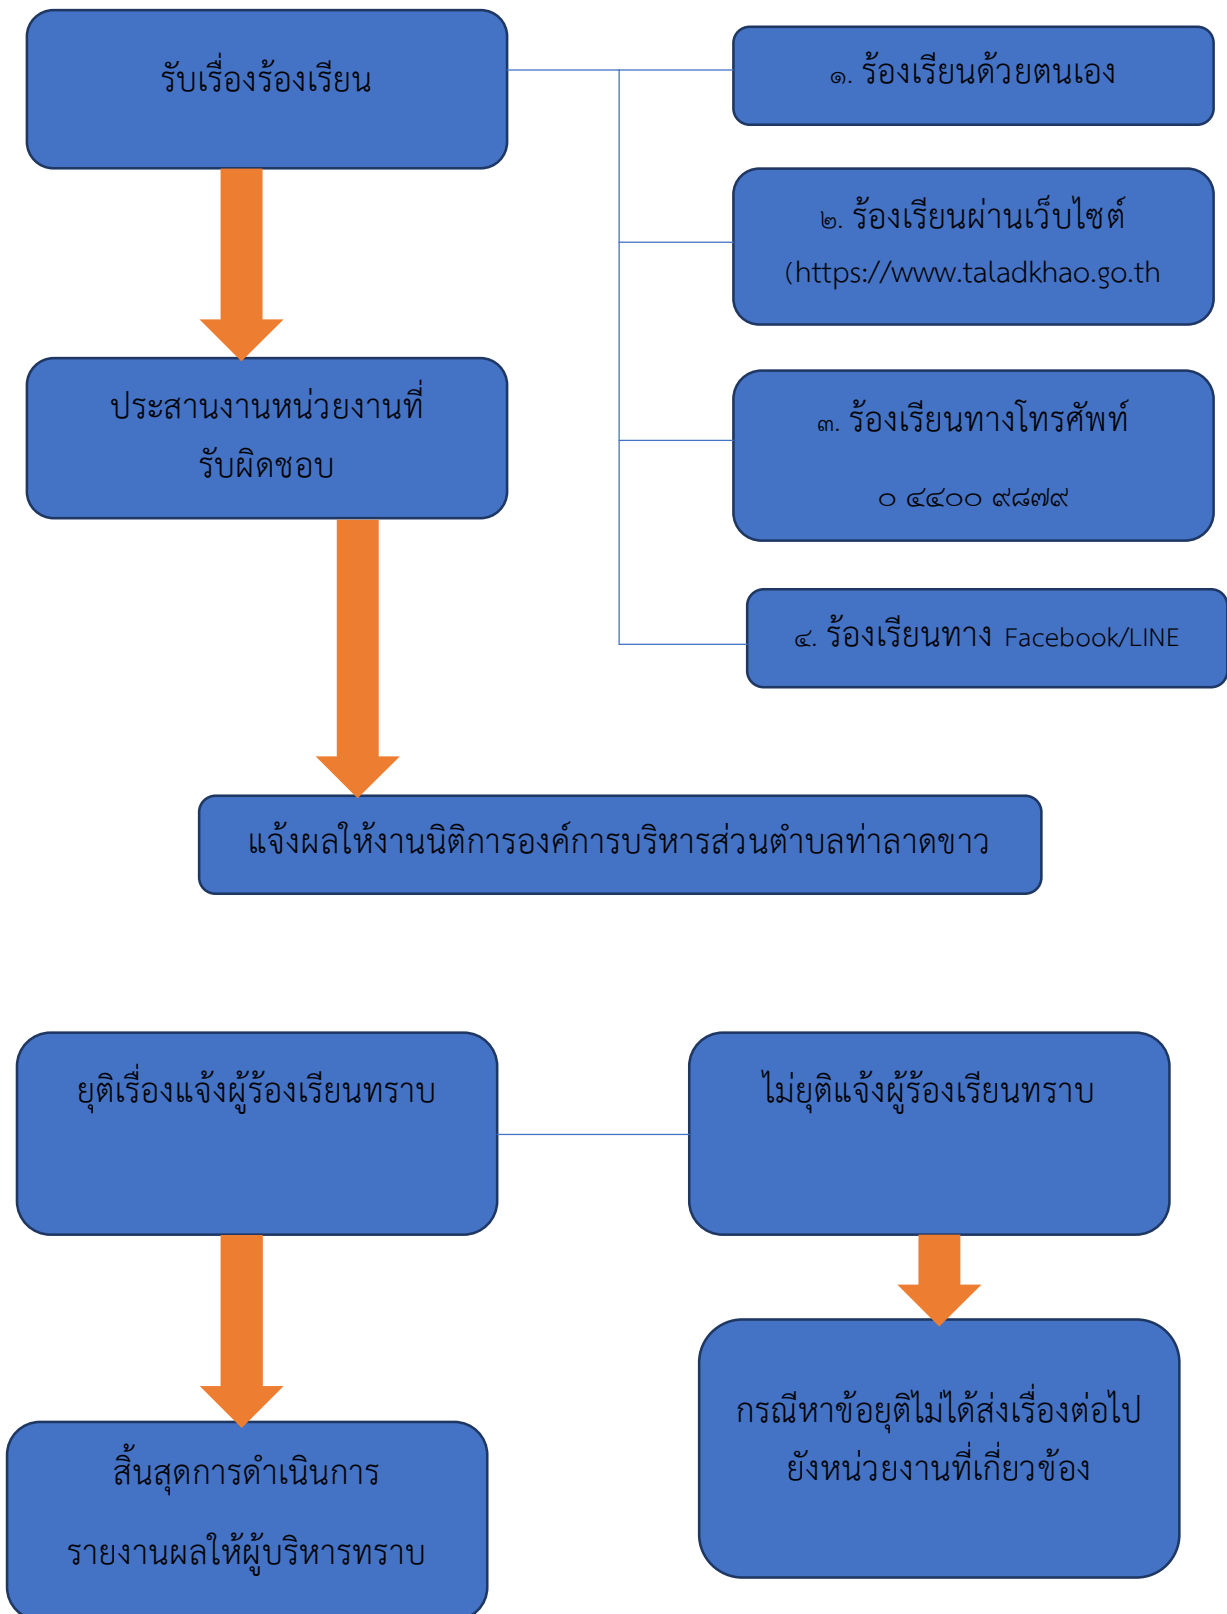 รับเรื่องร้องเรียน
๑. ร้องเรียนด้วยตนเอง
๒. ร้องเรียนผ่านเว็บไซต์
(https://www.taladkhao.go.th
ประสานงานหน่วยงานที่
รับผิดชอบ
๓. ร้องเรียนทางโทรศัพท์
๐ ๔๔๐๐ ๙๘๗๙
๔. ร้องเรียนทาง Facebook/LINE
แจ้งผลให้งานนิติการองค์การบริหารส่วนตำบลท่าลาดขาว
ยุติเรื่องแจ้งผู้ร้องเรียนทราบ
ไม่ยุติแจ้งผู้ร้องเรียนทราบ
สิ้นสุดการดำเนินการ
รายงานผลให้ผู้บริหารทราบ
กรณีหาข้อยุติไม่ได้ส่งเรื่องต่อไป
ยังหน่วยงานที่เกี่ยวข้อง